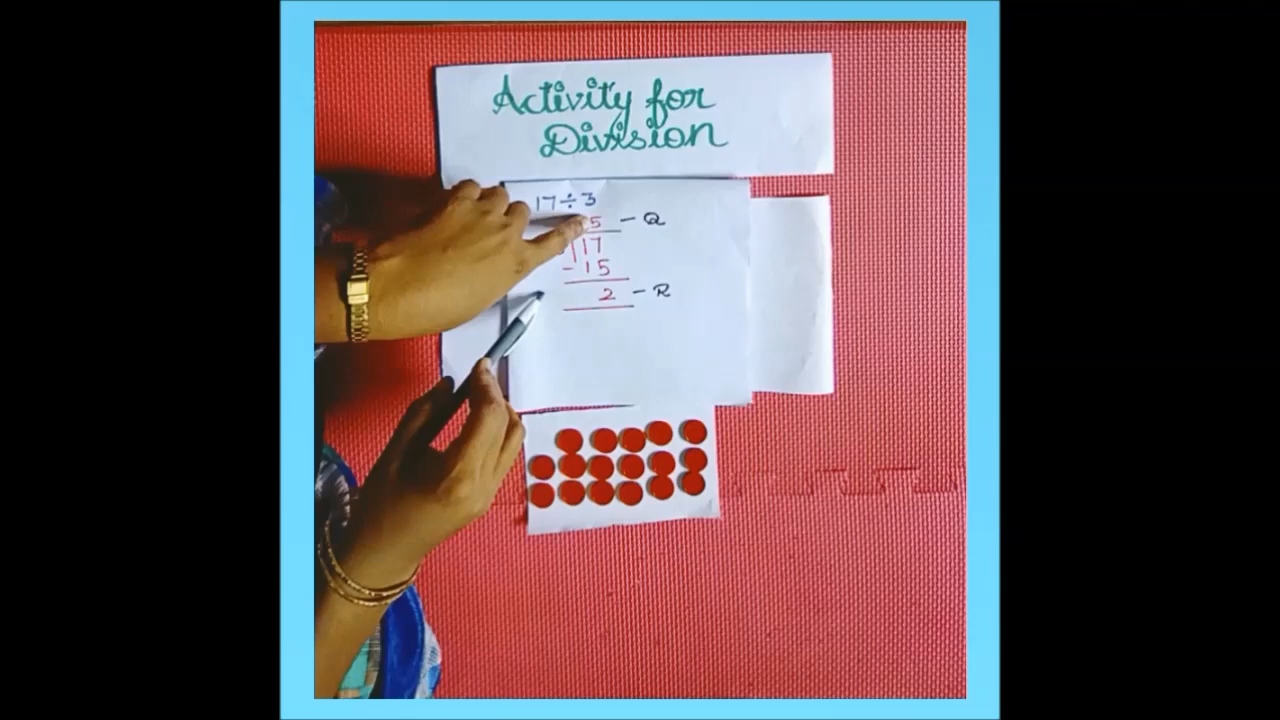 Activity for
Division
17÷3
5 – Q
17
–15
2 – R